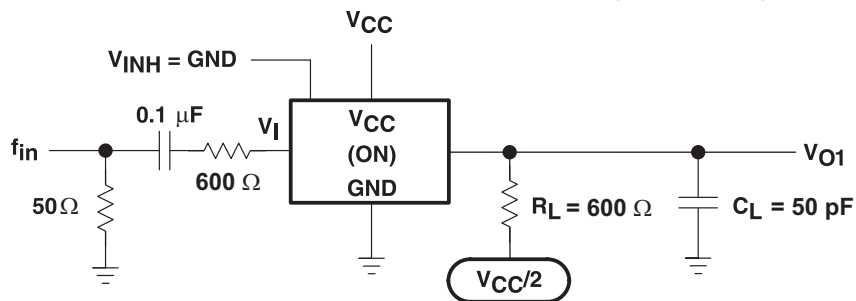 VCC
VINH = GND
0.1 μF
VI
VCC
(ON)
GND
fin
600 Ω
50Ω
VO1
RL = 600 Ω
CL = 50 pF
VCC/2